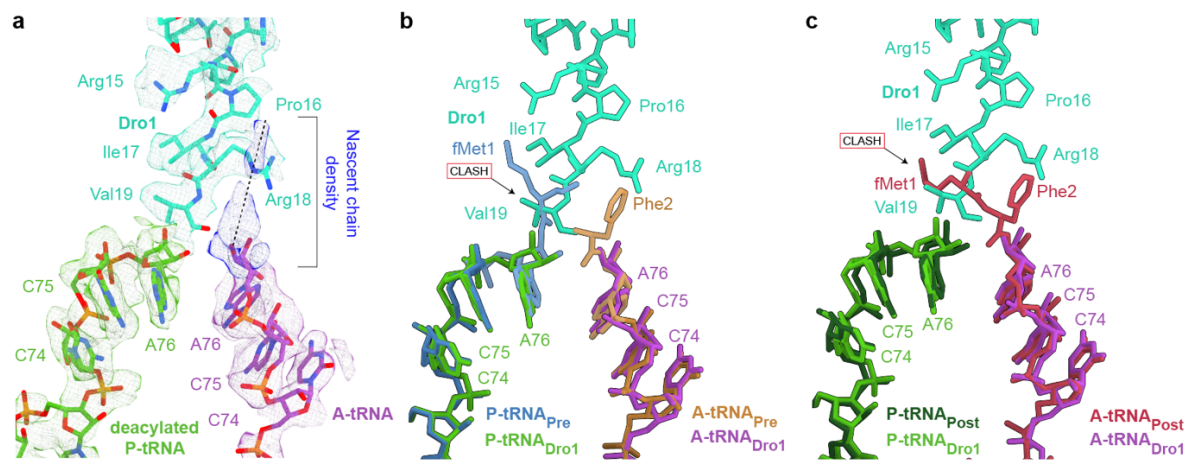 a
Arg15
Pro16
Dro1
Ile17
Val19
Arg18
Nascent chain
density
C75
C74
A76
A76
C75
C74
deacylated
P-tRNA
A-tRNA
b
Arg15
Dro1
Pro16
Ile17
fMet1
CLASH
Arg18
Val19
Phe2
A76
C75
C74
A76
C75
C74
P-tRNAPre
P-tRNADro1
A-tRNAPre
A-tRNADro1
c
Arg15
Dro1
Pro16
Ile17
CLASH
Arg18
fMet1
Val19
Phe2
A76
C75
C74
A76
C75
C74
P-tRNAPost
P-tRNADro1
A-tRNAPost
A-tRNADro1